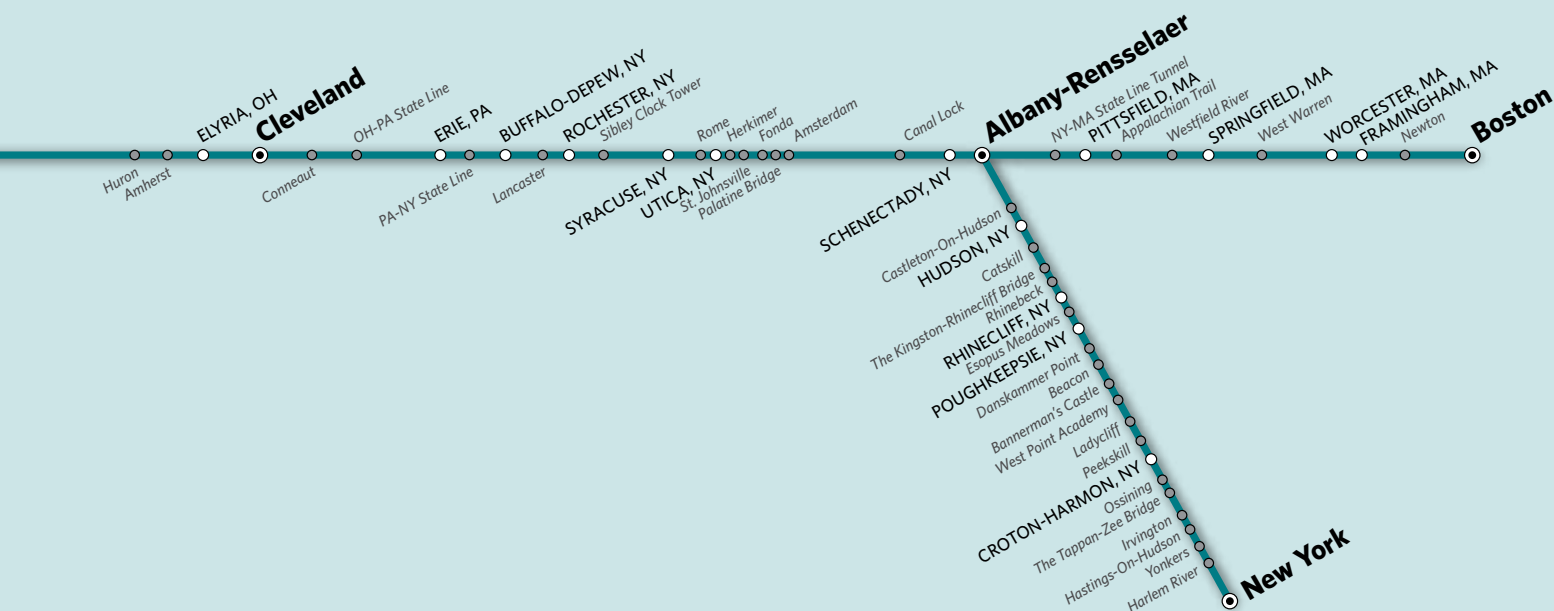 Huron
Amherst
ELYRIA, OH
Cleveland
Conneaut
OH-PA State Line
ERIE, PA
PA-NY State Line
BUFFALO-DEPEW, NY
Lancaster
ROCHESTER, NY
Sibley Clock Tower
SYRACUSE, NY
Rome
UTICA, NY
Herkimer
St. Johnsville
Fonda
Palatine Bridge
Amsterdam
Canal Lock
SCHENECTADY, NY
Albany-Rensselaer
NY-MA State Line Tunnel
PITTSFIELD, MA
Appalachian Trail
Westfield River
SPRINGFIELD, MA
West Warren
WORCESTER, MA
FRAMINGHAM, MA
Newton
Boston
Castleton-On-Hudson
HUDSON, NY
Catskill
The Kingston-Rhinecliff Bridge
Rhinebeck
RHINECLIFF, NY
Esopus Meadows
POUGHKEEPSIE, NY
Danskammer Point
Beacon
Bannerman's Castle
West Point Academy
Ladycliff
Peekskill
CROTON-HARMON, NY
Ossining
The Tappan-Zee Bridge
Irvington
Hastings-On-Hudson
Yonkers
Harlem River
New York